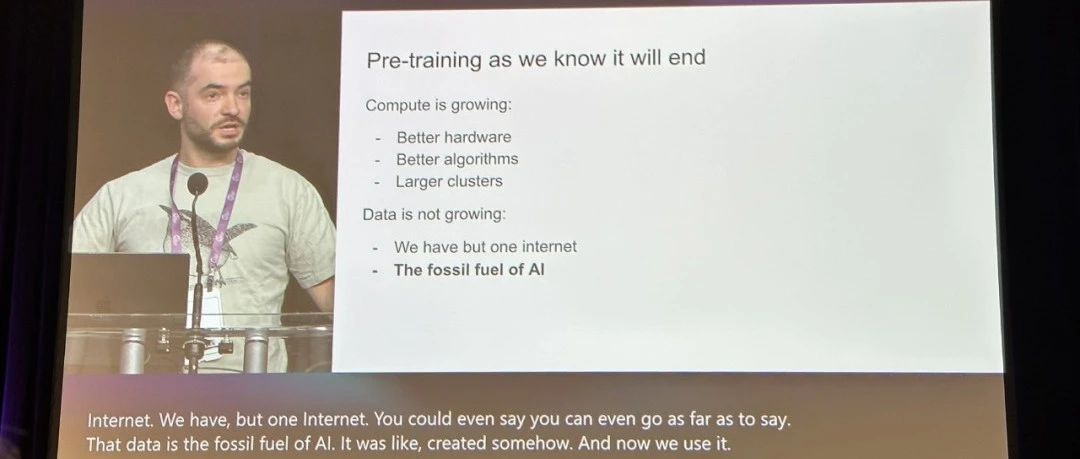 Pre-training as we know it will end
Compute is growing:
- Better hardware
- Better algorithms
- Larger clusters
Data is not growing:
- We have but one internet
- The fossil fuel of AI
Internet. We have, but one Internet. You could even say you can even go as far as to say.
That data is the fossil fuel of AI. It was like, created somehow. And now we use it.